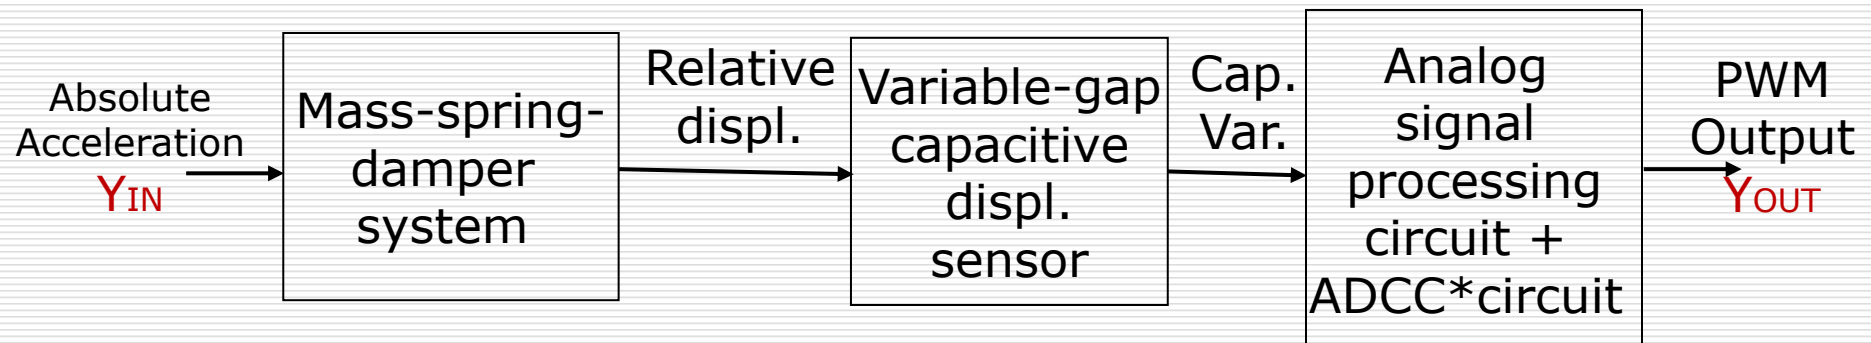 Absolute
Acceleration
YIN
Mass-spring-
damper
system
Relative
displ.
Variable-gap
capacitive
displ.
sensor
Cap.
Var.
Analog
signal
processing
circuit +
ADCC*circuit
PWM
Output
YOUT